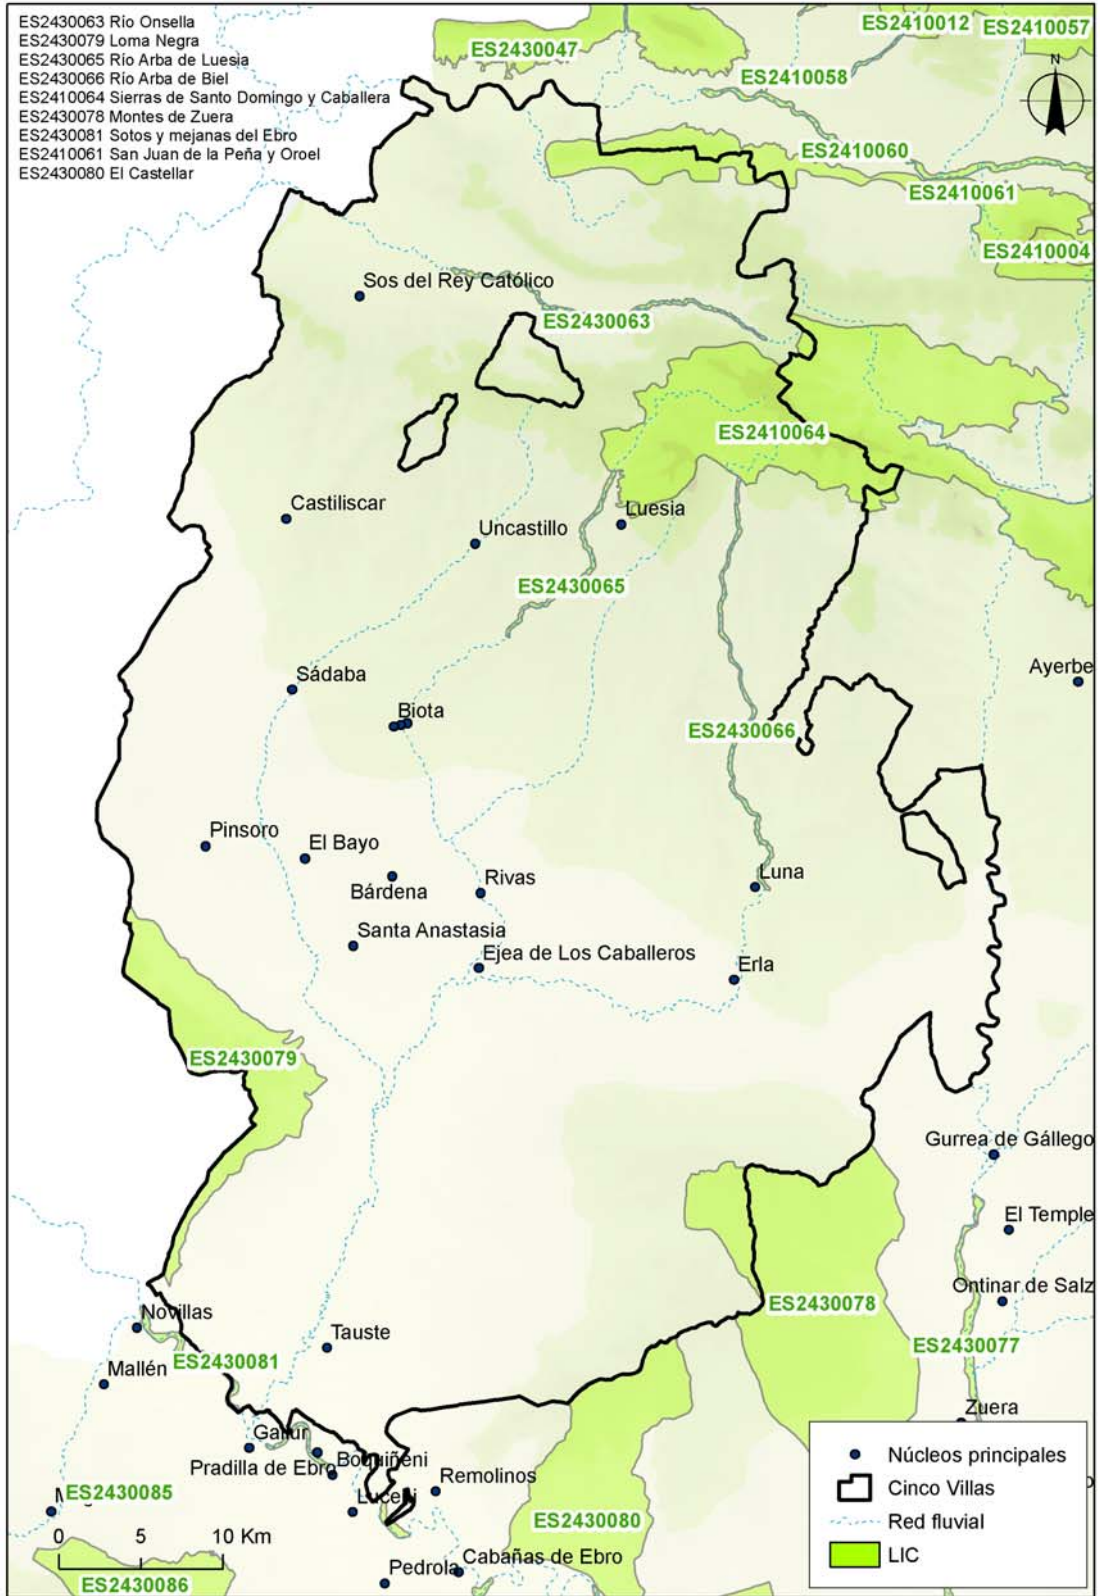 ES2430063 Río Onsella
ES2430079 Loma Negra
ES2430065 Río Arba de Luesia
ES2430066 Río Arba de Biel
ES2410064 Sierras de Santo Domingo y Caballera
ES2430078 Montes de Zuera
ES2430081 Sotos y mejanas del Ebro
ES2410061 San Juan de la Peña y Oroel
ES2430080 El Castellar
ES2410012
ES2410057
ES2430047
ES2410058
N
ES2410060
ES2410061
ES2410004
Sos del Rey Católico
ES2430063
ES2410064
Castiliscar
Luesia
Uncastillo
ES2430065
Ayerbe
Sádaba
Biota
ES2430066
Pinsoro
El Bayo
Bárdena
Rivas
Luna
Santa Anastasia
Ejea de Los Caballeros
Erla
ES2430079
Gurrea de Gállego
El Temple
Ontinar de Salz
ES2430078
Novillas
Tauste
ES2430077
ES2430081
Mallén
Zuera
Gallur
Pradilla de Ebro
Boquiñeni
Remolinos
ES2430085
Luceni
ES2430080
Cabañas de Ebro
Pedrola
ES2430086
0 5 10 Km
Núcleos principales
Cinco Villas
Red fluvial
LIC